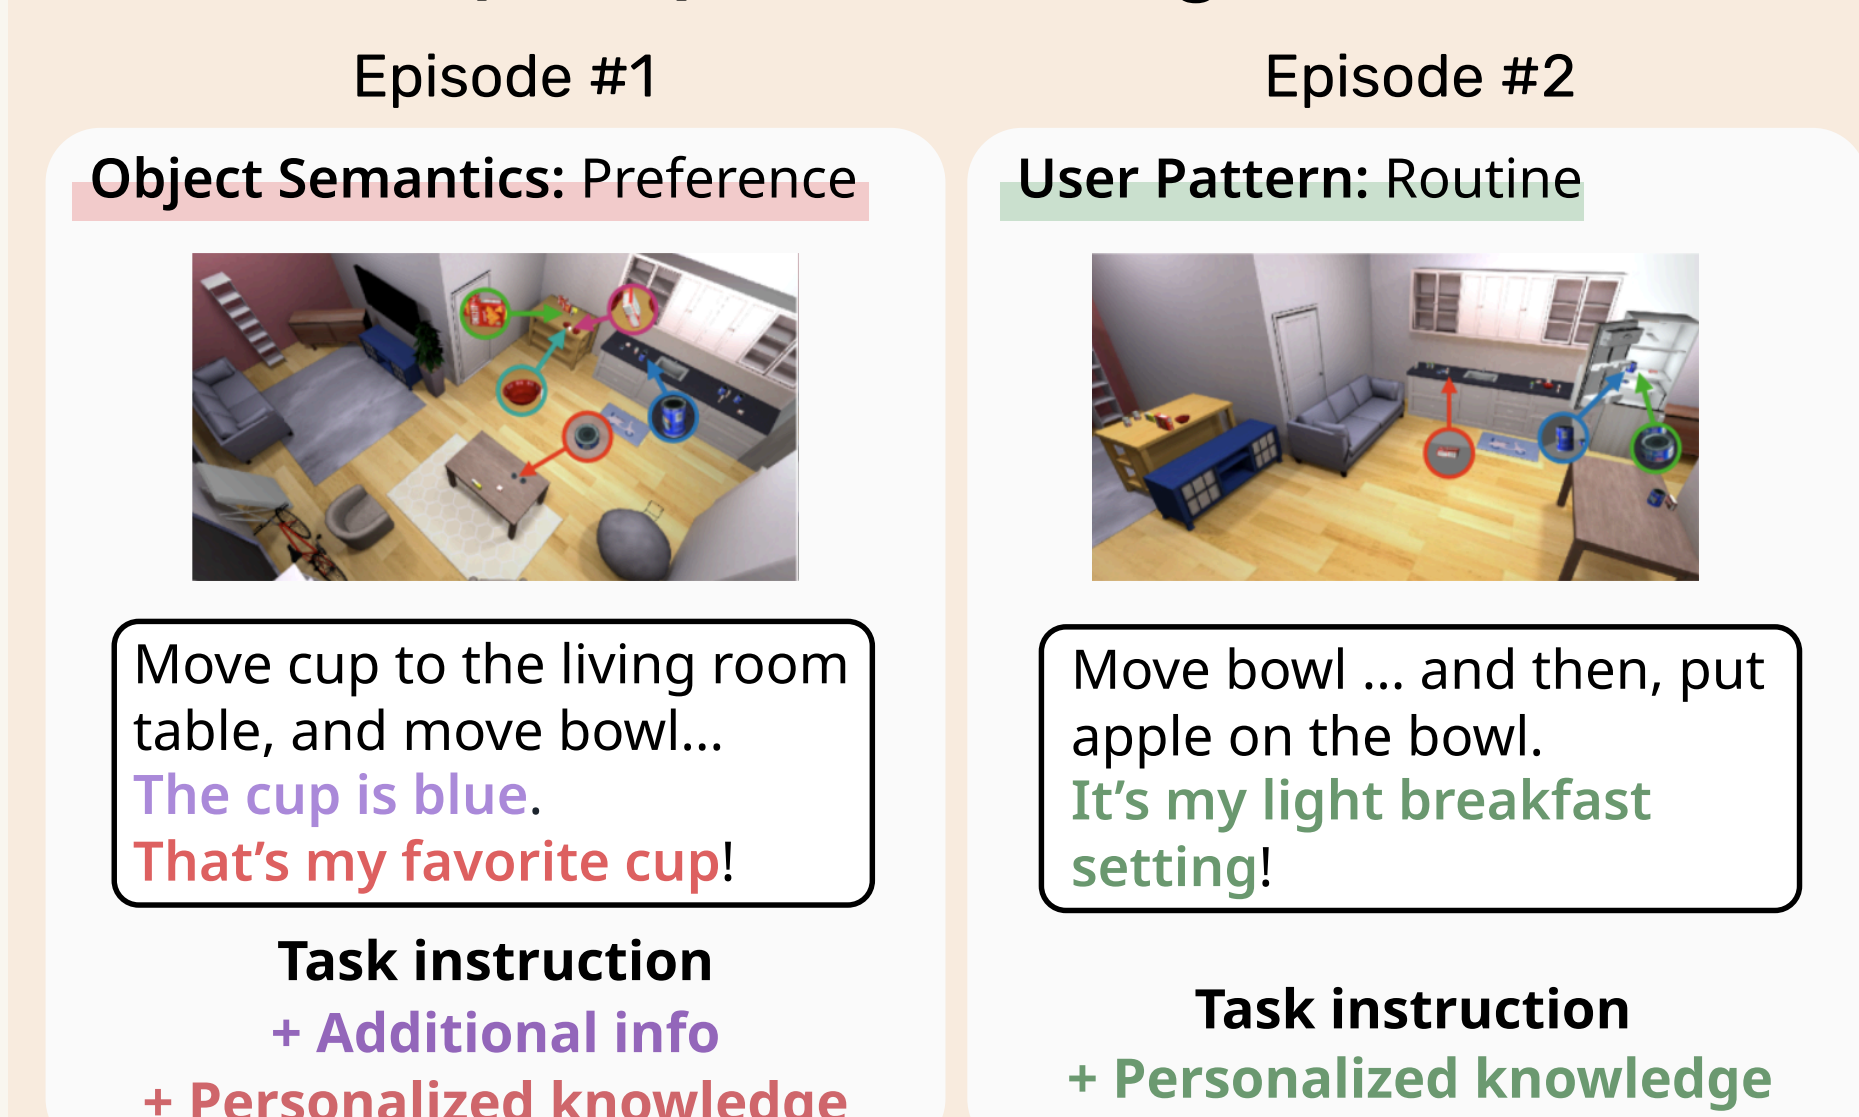 Episode #1
Object Semantics: Preference
Move cup to the living room
table, and move bowl...
The cup is blue.
That's my favorite cup!
Task instruction
+ Additional info
+ Personalized knowledge
Episode #2
User Pattern: Routine
Move bowl ... and then, put
apple on the bowl.
It's my light breakfast
setting!
Task instruction
+ Personalized knowledge